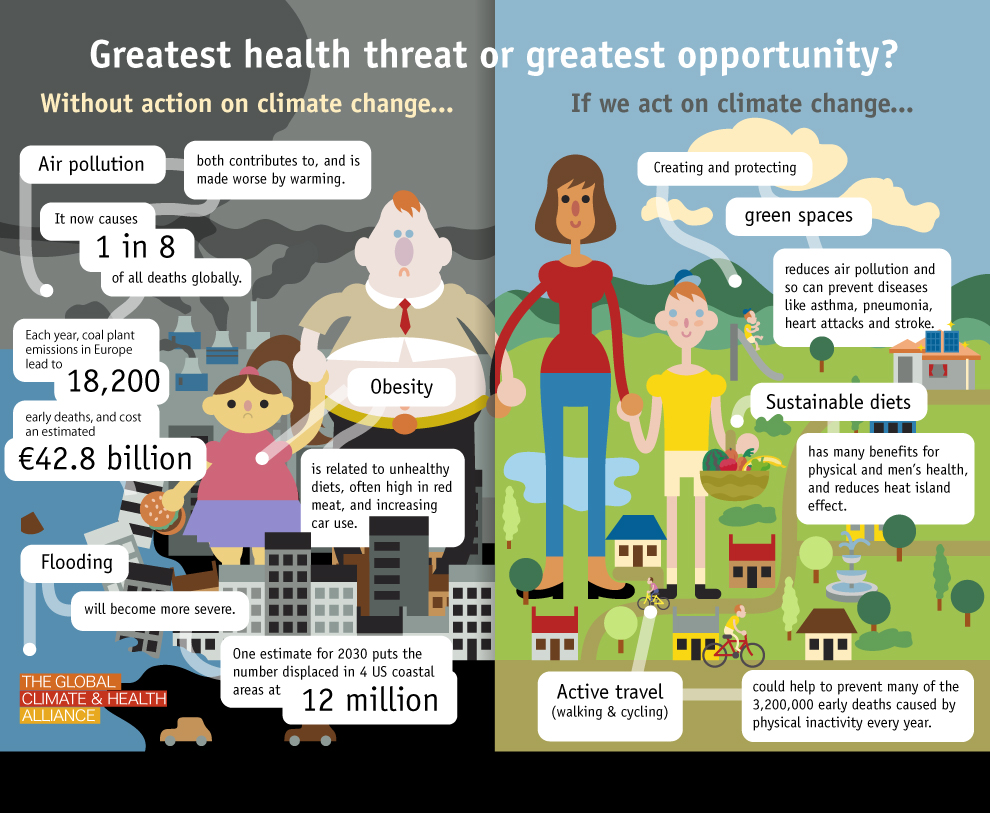 Greatest health threat or greatest opportunity?
Without action on climate change...
Air pollution
both contributes to, and is
made worse by warming.
It now causes
1 in 8
of all deaths globally.
Each year, coal plant
emissions in Europe
lead to
18,200
early deaths, and cost
an estimated
€42.8 billion
Obesity
is related to unhealthy
diets, often high in red
meat, and increasing
car use.
Flooding
will become more severe.
One estimate for 2030 puts the
number displaced in 4 US coastal
areas at
12 million
THE GLOBAL
CLIMATE & HEALTH
ALLIANCE
If we act on climate change...
Creating and protecting
green spaces
reduces air pollution and
so can prevent diseases
like asthma, pneumonia,
heart attacks and stroke.
Sustainable diets
has many benefits for
physical and men's health,
and reduces heat island
effect.
Active travel
(walking & cycling)
could help to prevent many of the
3,200,000 early deaths caused by
physical inactivity every year.